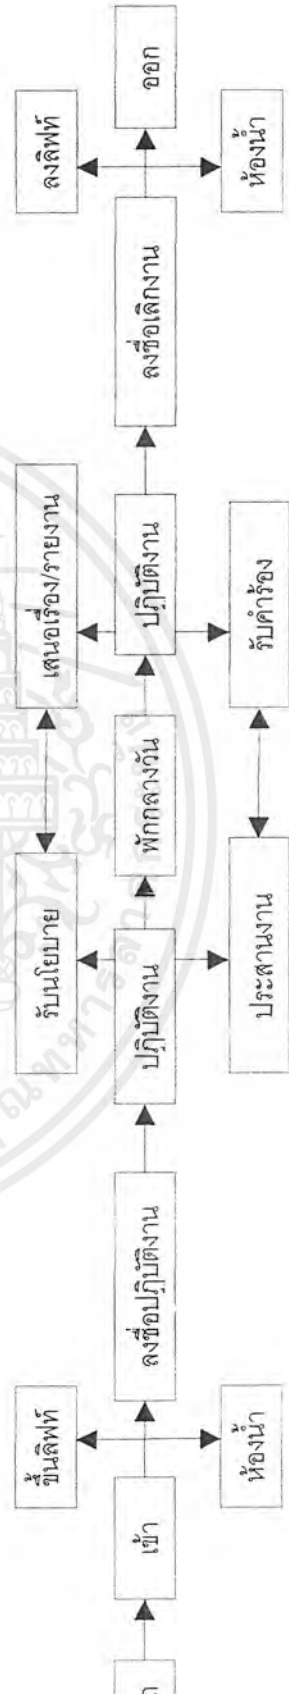 เข้า
ขึ้นลิฟท์
ห้องน้ำ
ลงชื่อปฏิบัติงาน
ปฏิบัติงาน
รับนโยบาย
ประสานงาน
พักกลางวัน
ปฏิบัติงาน
เสนอเรื่อง/รายงาน
รับคำร้อง
ลงชื่อเลิกงาน
ลงลิฟท์
ห้องน้ำ
ออก